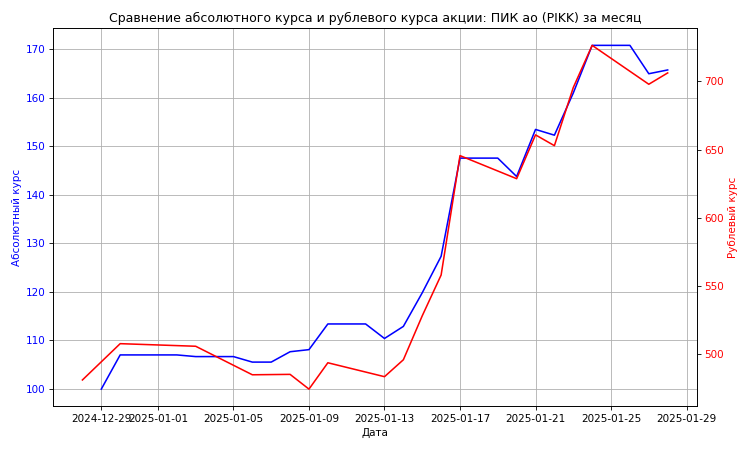 Сравнение абсолютного курса и рублевого курса акции: ПИК ао (PIKK) за месяц
170
160
150
140
130
120
110
100
Абсолютный курс
700
650
600
550
500
Рублевый курс
2024-12-29 2025-01-01 2025-01-05 2025-01-09 2025-01-13 2025-01-17 2025-01-21 2025-01-25 2025-01-29
Дата